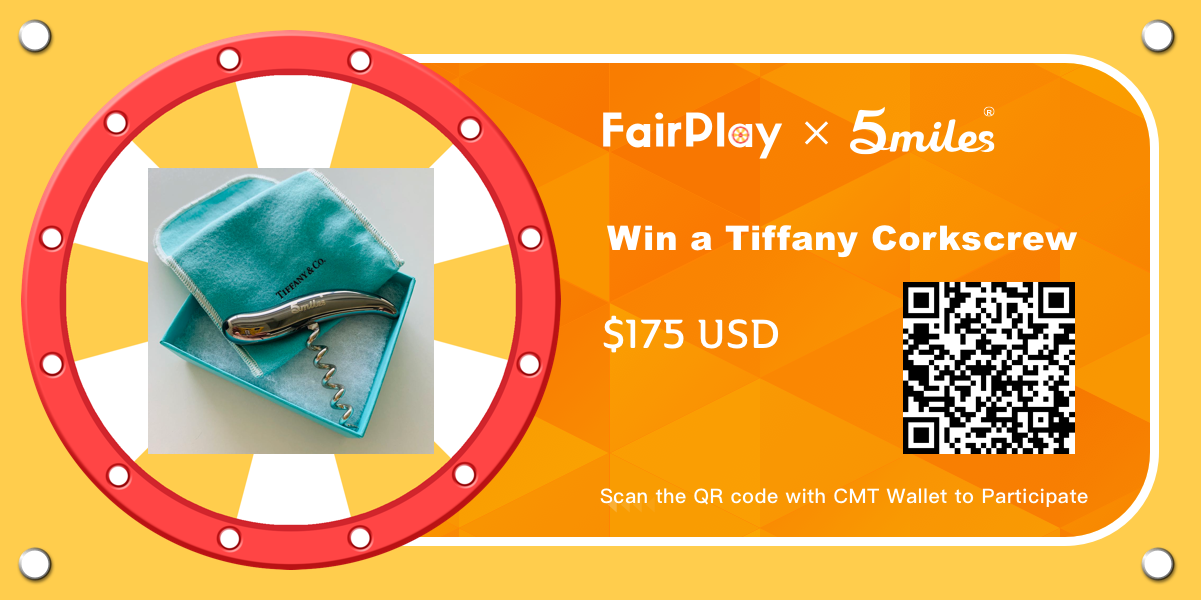 FairPlay × 5miles®
Win a Tiffany Corkscrew
TIFFANY & CO.
5miles
$175 USD
Scan the QR code with CMT Wallet to Participate